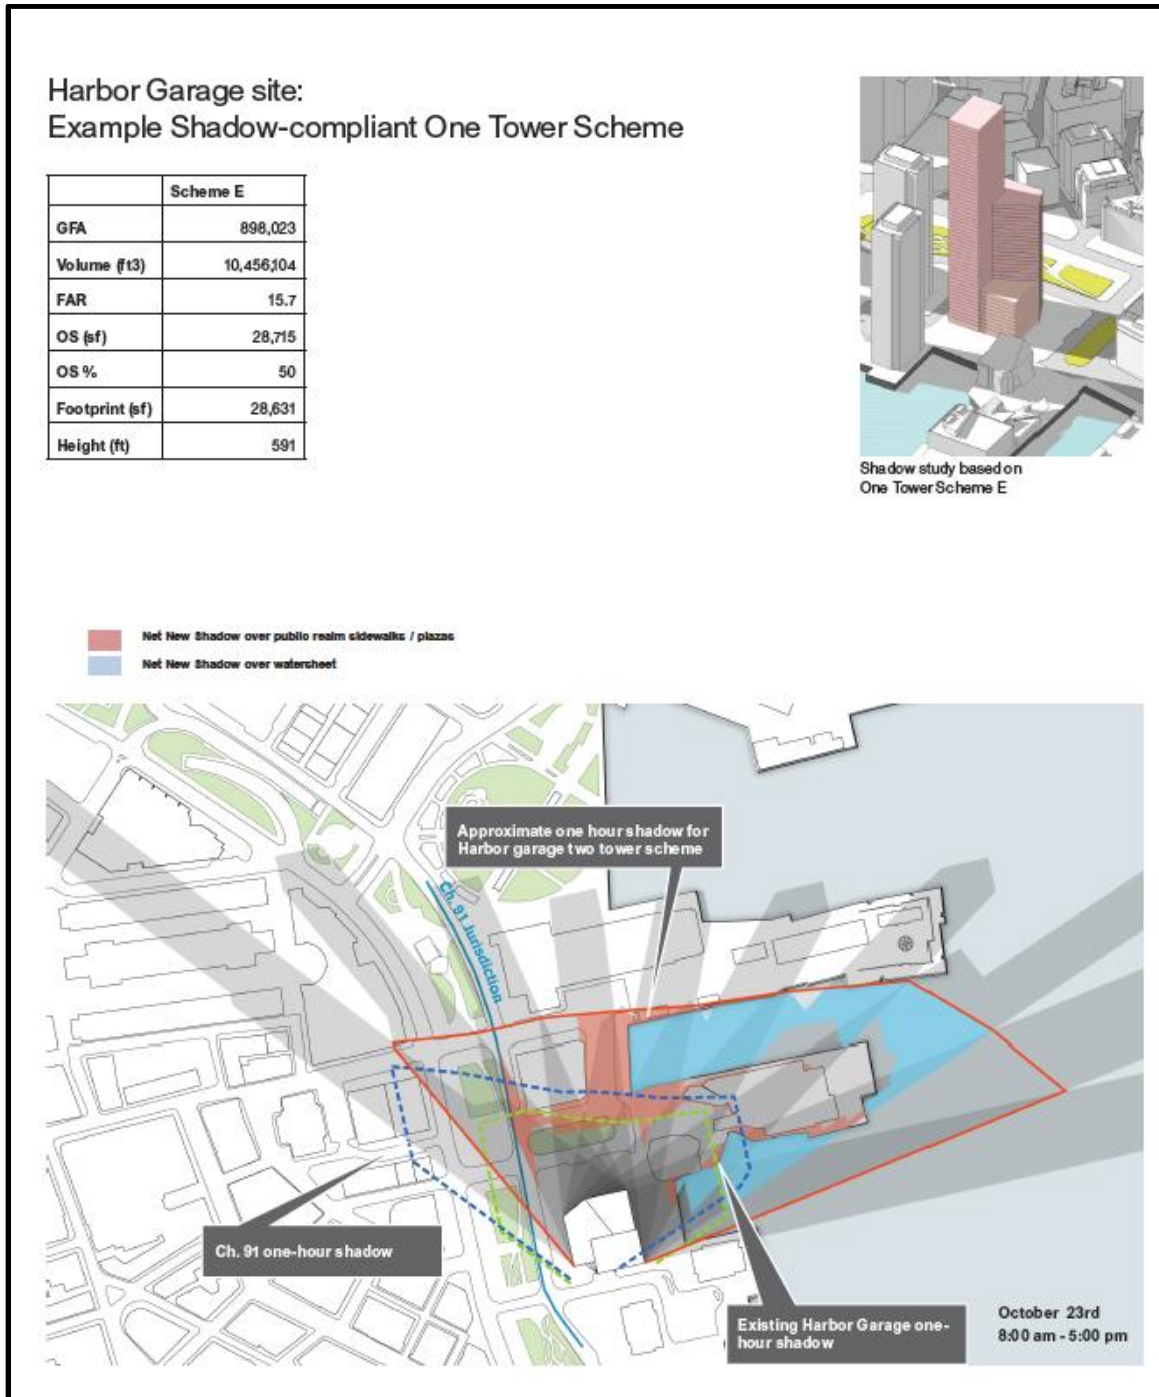 Harbor Garage site:
Example Shadow-compliant One Tower Scheme
Scheme E
GFA 898,023
Volume (ft3) 10,456,104
FAR 15.7
OS (sf) 28,715
OS % 50
Footprint (sf) 28,631
Height (ft) 591
Shadow study based on
One Tower Scheme E
Net New Shadow over public realm sidewalks / plazas
Net New Shadow over watersheet
Approximate one hour shadow for
Harbor garage two tower scheme
Ch. 91 Jurisdiction
Ch. 91 one-hour shadow
Existing Harbor Garage one-
hour shadow
October 23rd
8:00 am - 5:00 pm